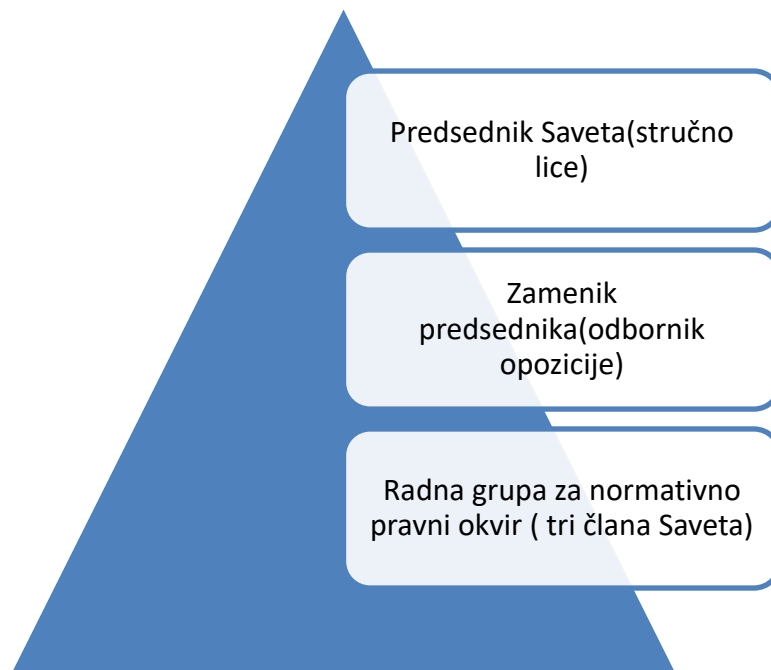 Predsednik Saveta(stručno
lice)
Zamenik
predsednika(odbornik
opozicije)
Radna grupa za normativno
pravni okvir ( tri člana Saveta)